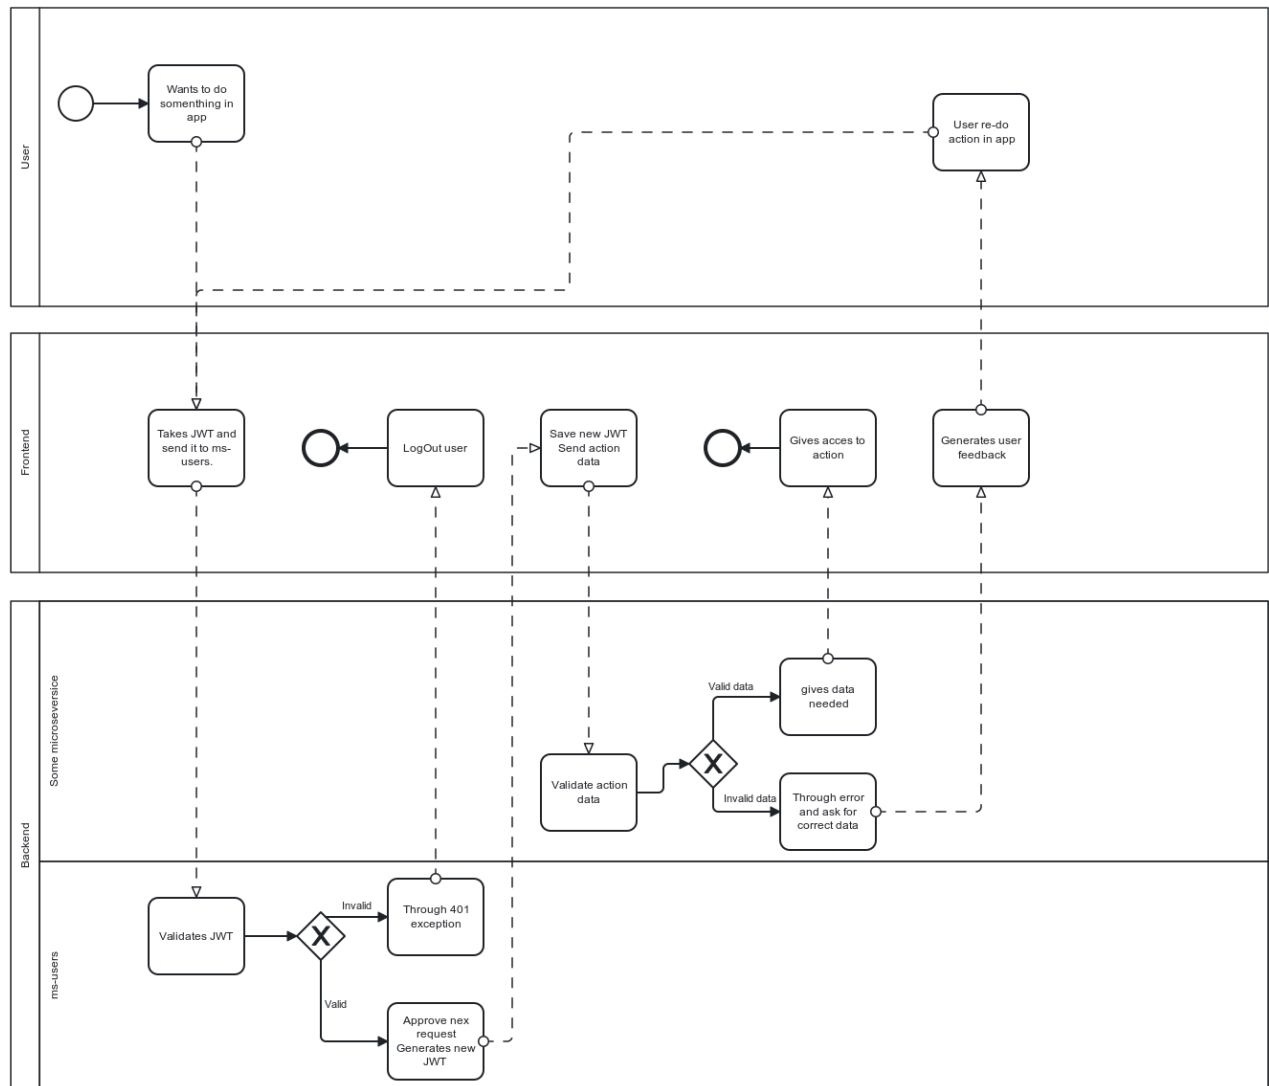 User
Wants to do
somenthing in
app
User re-do
action in app
Frontend
Takes JWT and
send it to ms-
users.
LogOut user
Save new JWT
Send action
data
Gives acces to
action
Generates user
feedback
Backend
Some microseversice
Validate action
data
X
Valid data
gives data
needed
Invalid data
Through error
and ask for
correct data
ms-users
Validates JWT
X
Invalid
Through 401
exception
Valid
Approve nex
request
Generates new
JWT